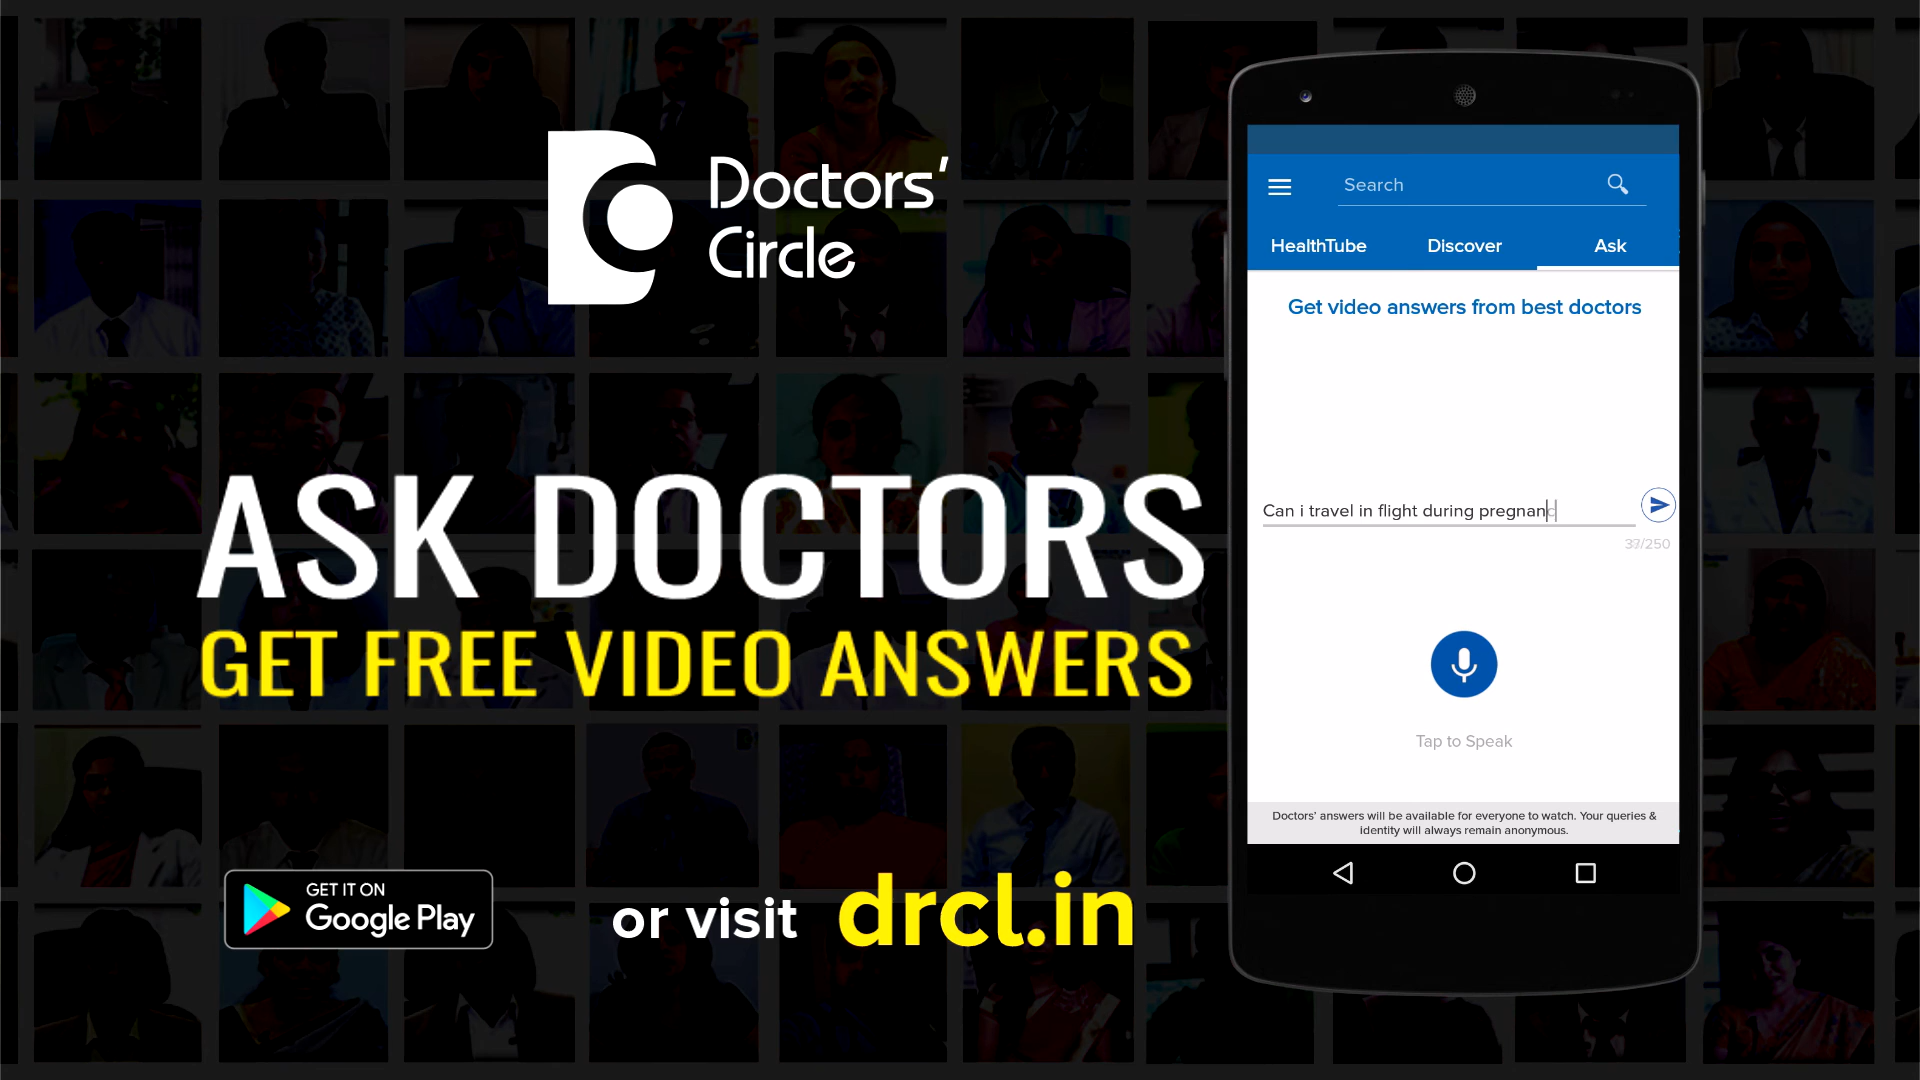 Doctors'
Circle
ASK DOCTORS
GET FREE VIDEO ANSWERS
GET IT ON
Google Play
or visit drcl.in
Search
HealthTube Discover Ask
Get video answers from best doctors
Can i travel in flight during pregnanc
Tap to Speak
Doctors' answers will be available for everyone to watch. Your queries &
identity will always remain anonymous.